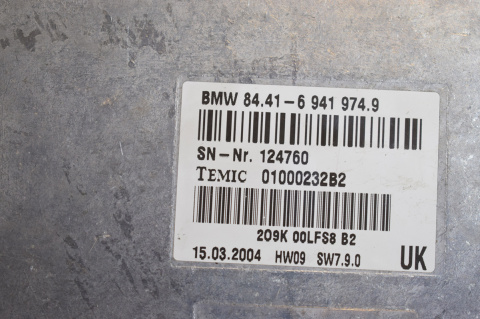 BMW 84.41-6 941 974.9
SN-Nr. 124760
TEMIC 01000232B2
209K 00LFS8 B2
15.03.2004 HW09 SW7.9.0 UK